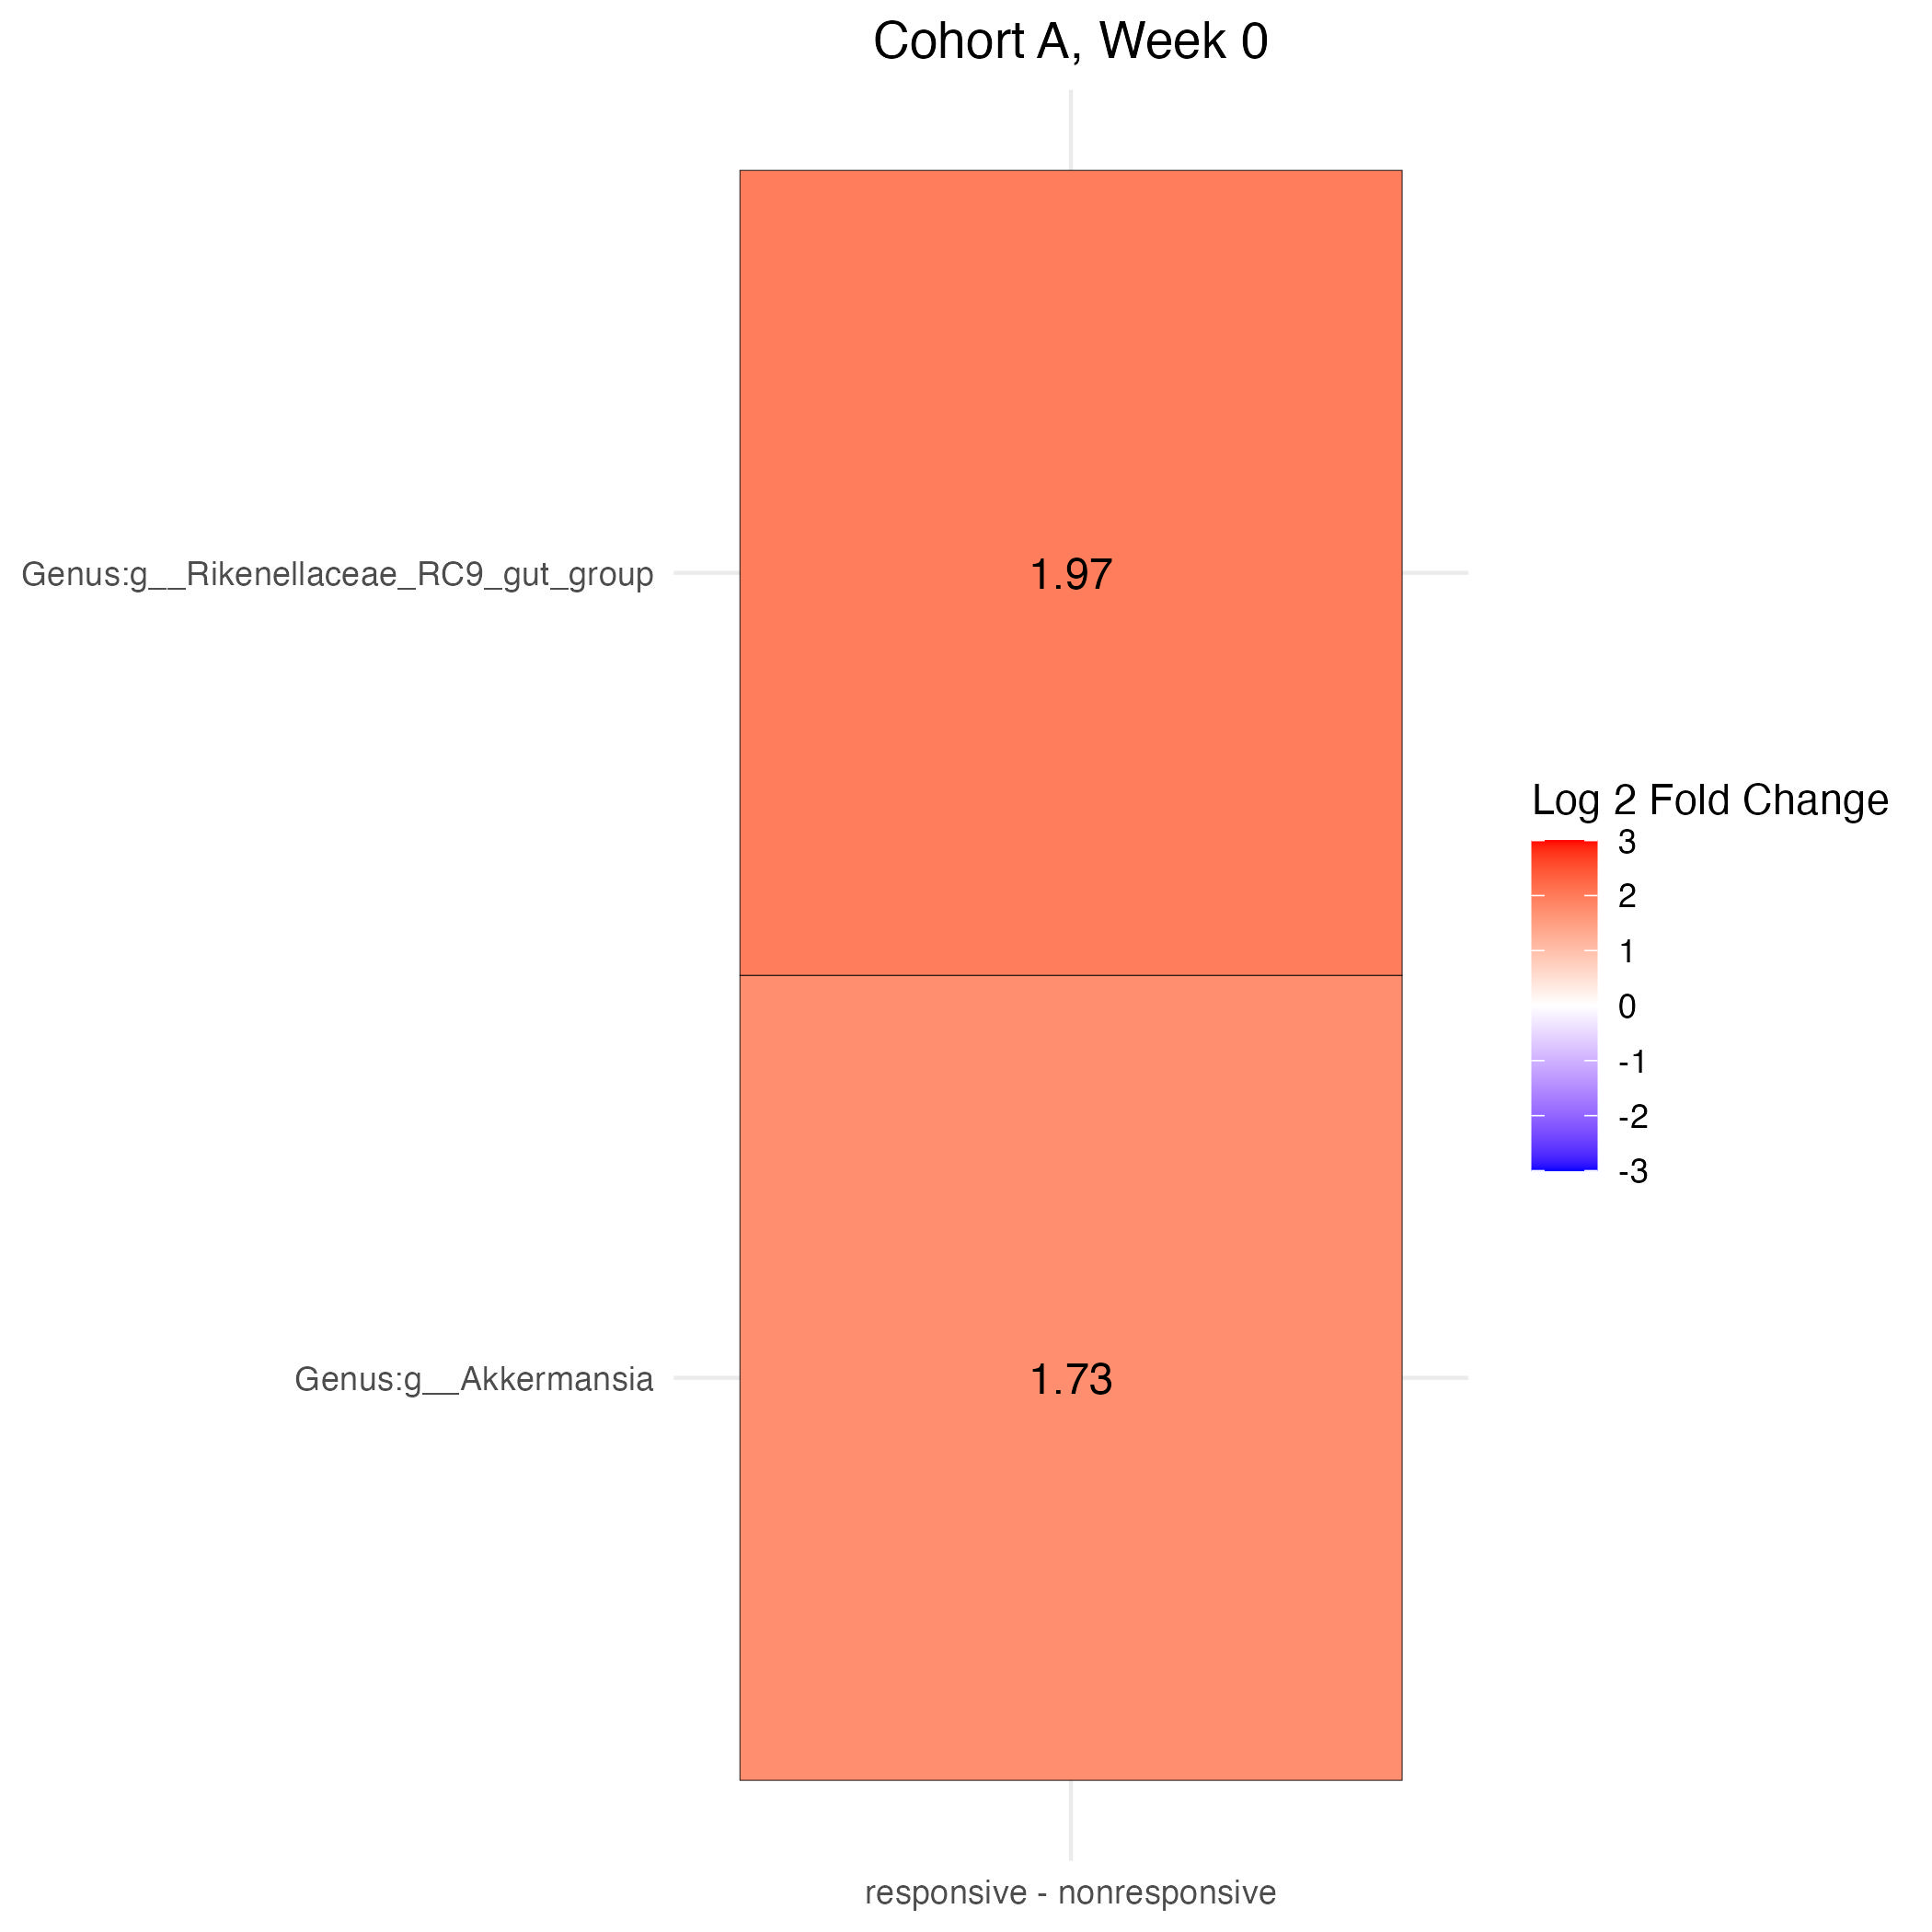 Cohort A, Week 0
Genus:g__Rikenellaceae_RC9_gut_group
1.97
Genus:g__Akkermansia
1.73
responsive - nonresponsive
Log 2 Fold Change
3
2
1
0
-1
-2
-3